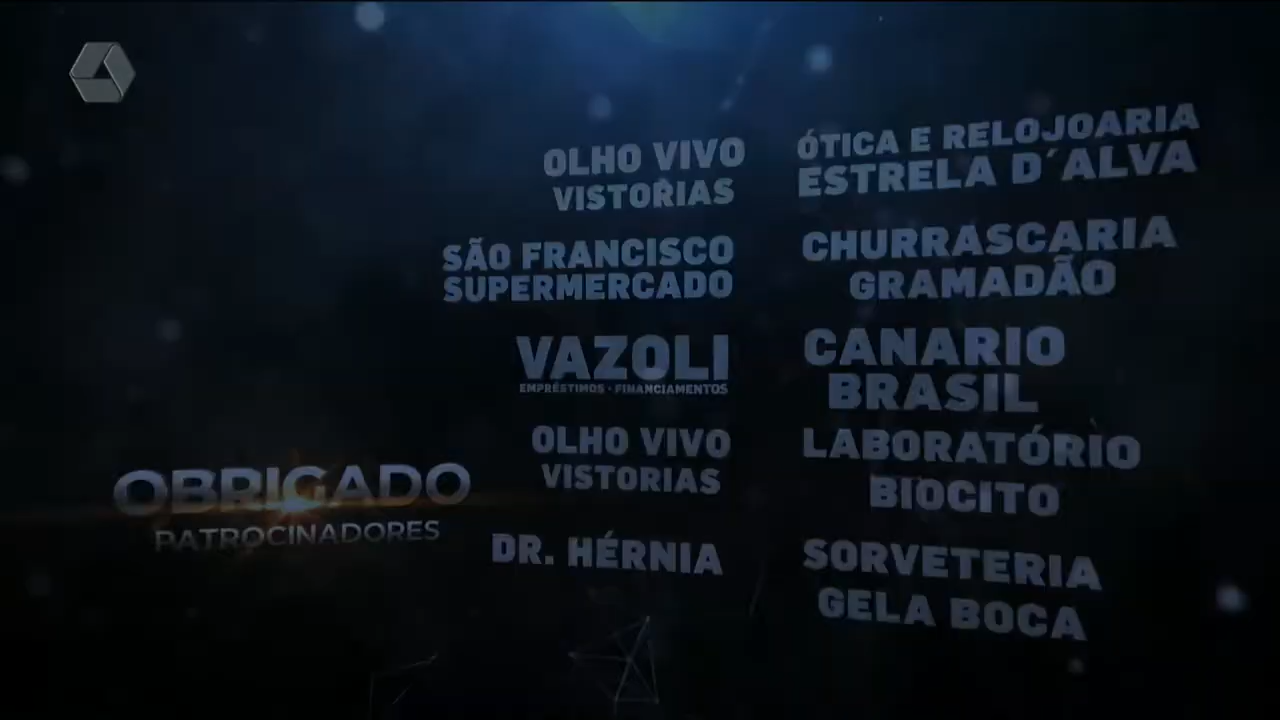 OLHO VIVO
VISTORIAS
SÃO FRANCISCO
SUPERMERCADO
VAZOLI
EMPRÉSTIMOS · FINANCIAMENTOS
OLHO VIVO
VISTORIAS
DR. HÉRNIA
ÓTICA E RELOJOARIA
ESTRELA D´ALVA
CHURRASCARIA
GRAMADÃO
CANARIO
BRASIL
LABORATÓRIO
BIOCITO
SORVETERIA
GELA BOCA
OBRIGADO
PATROCINADORES